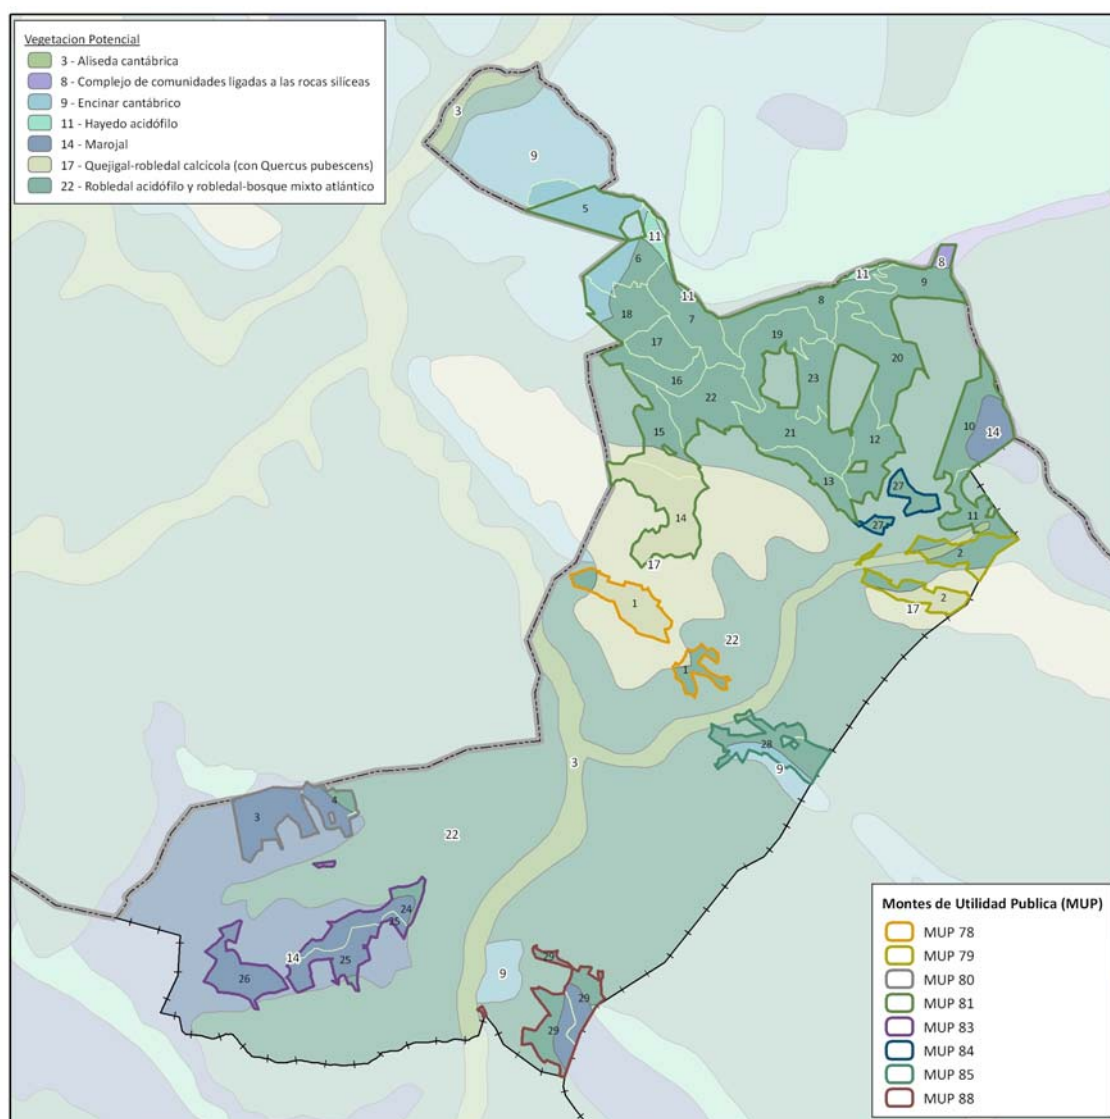 Vegetacion Potencial
3 - Aliseda cantábrica
8 - Complejo de comunidades ligadas a las rocas silíceas
9 - Encinar cantábrico
11 - Hayedo acidófilo
14 - Marojal
17 - Quejigal-robledal calcícola (con Quercus pubescens)
22 - Robledal acidófilo y robledal-bosque mixto atlántico
3
9
5
11
6
8
11
9
11
8
7
18
19
17
20
16
23
22
15
21
12
10
14
13
27
14
27
11
2
17
1
2
17
22
1
28
3
9
4
3
22
24
25
14
25
26
9
29
29
29
Montes de Utilidad Publica (MUP)
MUP 78
MUP 79
MUP 80
MUP 81
MUP 83
MUP 84
MUP 85
MUP 88